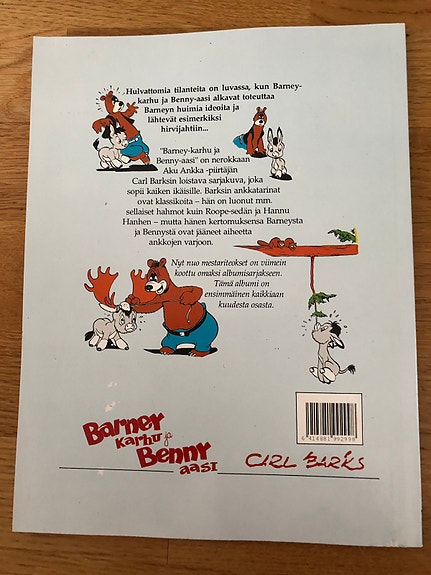 Hulvattomia tilanteita on luvassa, kun Barney-
karhu ja Benny-aasi alkavat toteuttaa
Barneyn huimia ideoita ja
lähtevät esimerkiksi
hirvijahtiin...
"Barney-karhu ja
Benny-aasi" on nerokkaan
Aku Ankka -piirtäjän
Carl Barksin loistava sarjakuva, joka
sopii kaiken ikäisille. Barksin ankkatarinat
ovat klassikoita – hän on luonut mm.
sellaiset hahmot kuin Roope-sedän ja Hannu
Hanhen – mutta hänen kertomuksensa Barneysta
ja Bennystä ovat jääneet aiheetta
ankkojen varjoon.
Nyt nuo mestariteokset on viimein
koottu omaksi albumisarjakseen.
Tämä albumi on
ensimmäinen kaikkiaan
kuudesta osasta.
6 414881 992998
Barney
karhu ja
Benny
aasi
CARL BARKS